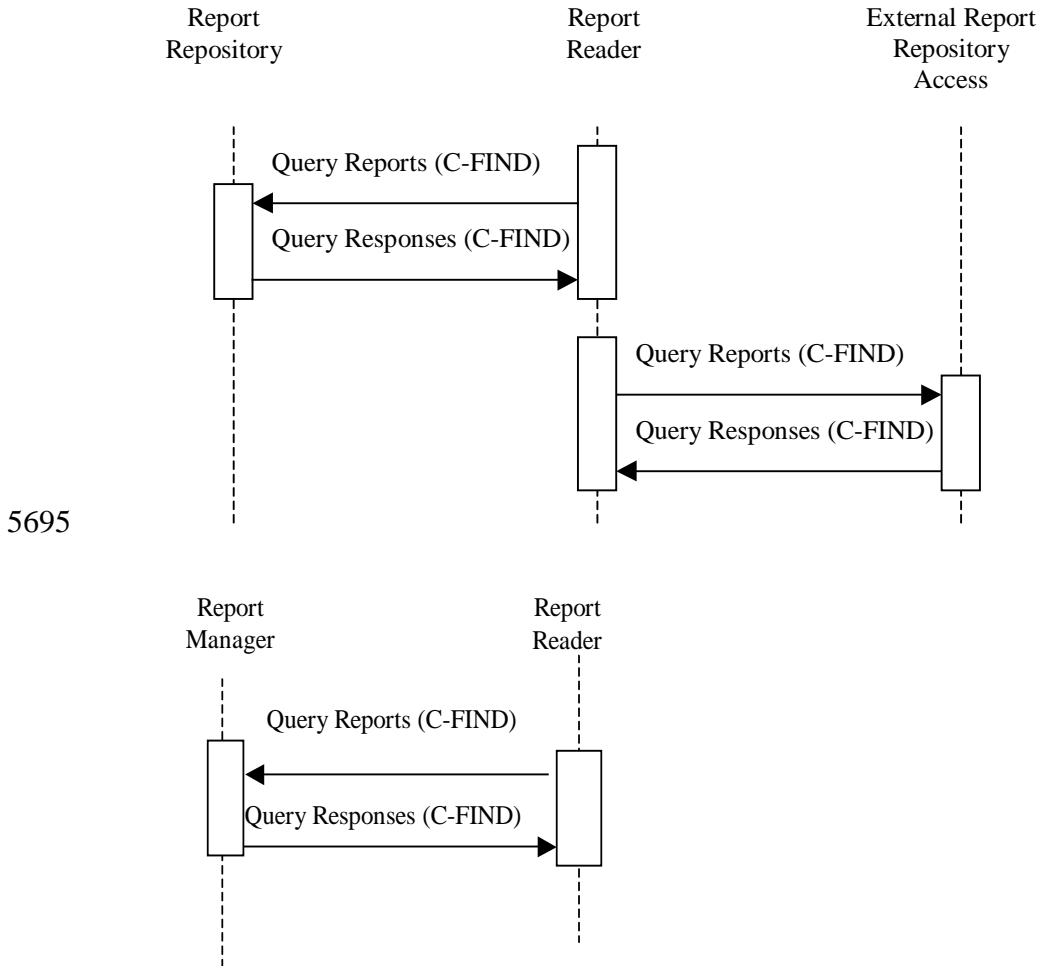 Report
Repository
Report
Reader
External Report
Repository
Access
Query Reports (C-FIND)
Query Responses (C-FIND)
Query Reports (C-FIND)
Query Responses (C-FIND)
5695
Report
Manager
Report
Reader
Query Reports (C-FIND)
Query Responses (C-FIND)